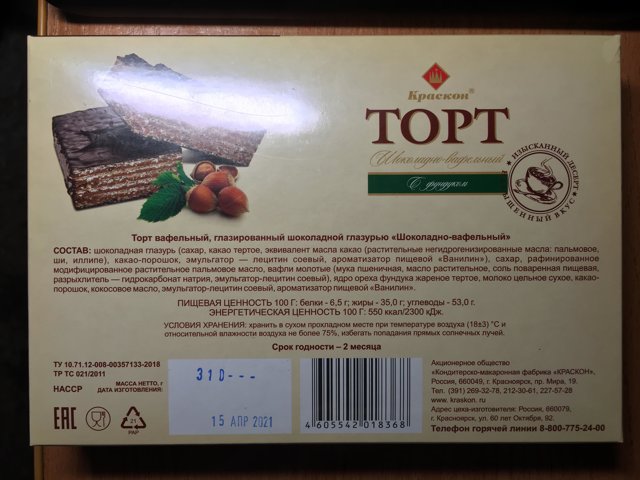 Краскон®
ТОРТ
Шоколадно-вафельный
С фундуком
ИЗЫСКАННЫЙ ДЕСЕРТ
ВКУС
Торт вафельный, глазированный шоколадной глазурью «Шоколадно-вафельный»
СОСТАВ: шоколадная глазурь (сахар, какао тертое, эквивалент масла какао (растительные негидрогенизированные масла: пальмовое,
ши, иллипе), какао-порошок, эмульгатор — лецитин соевый, ароматизатор пищевой «Ванилин»), сахар, рафинированное
модифицированное растительное пальмовое масло, вафли молотые (мука пшеничная, масло растительное, соль поваренная пищевая,
разрыхлитель — гидрокарбонат натрия, эмульгатор-лецитин соевый), ядро ореха фундука жареное тертое, молоко цельное сухое, какао-
порошок, кокосовое масло, эмульгатор-лецитин соевый, ароматизатор пищевой «Ванилин».
ПИЩЕВАЯ ЦЕННОСТЬ 100 Г: белки - 6,5 г; жиры - 35,0 г; углеводы - 53,0 г.
ЭНЕРГЕТИЧЕСКАЯ ЦЕННОСТЬ 100 Г: 550 ккал/2300 кДж.
УСЛОВИЯ ХРАНЕНИЯ: хранить в сухом прохладном месте при температуре воздуха (18±3) °С и
относительной влажности воздуха не более 75%, избегать попадания прямых солнечных лучей.
Срок годности – 2 месяца
ТУ 10.71.12-008-00357133-2018
ТР ТС 021/2011
НАССР
МАССА НЕТТО, г
ДАТА ИЗГОТОВЛЕНИЯ:
310---
15 АПР 2021
EAC
21
PAP
4 605542 018368
Акционерное общество
«Кондитерско-макаронная фабрика «КРАСКОН»,
Россия, 660049, г. Красноярск, пр. Мира, 19.
Тел. (391) 269-32-78, 212-30-61, 227-57-28
www. kraskon.ru
Адрес цеха-изготовителя: Россия, 660079,
г. Красноярск, ул. 60 лет Октября, 92.
Телефон горячей линии 8-800-775-24-00